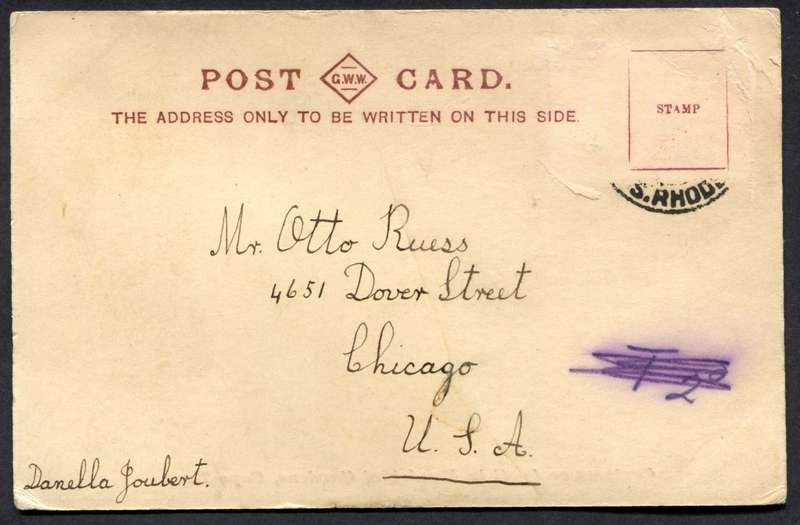 POST G.W.W. CARD.
THE ADDRESS ONLY TO BE WRITTEN ON THIS SIDE.
STAMP
S. RHOD
Mr. Otto Ruess
4651 Dover Street
Chicago
U. S. A.
Danella Joubert.